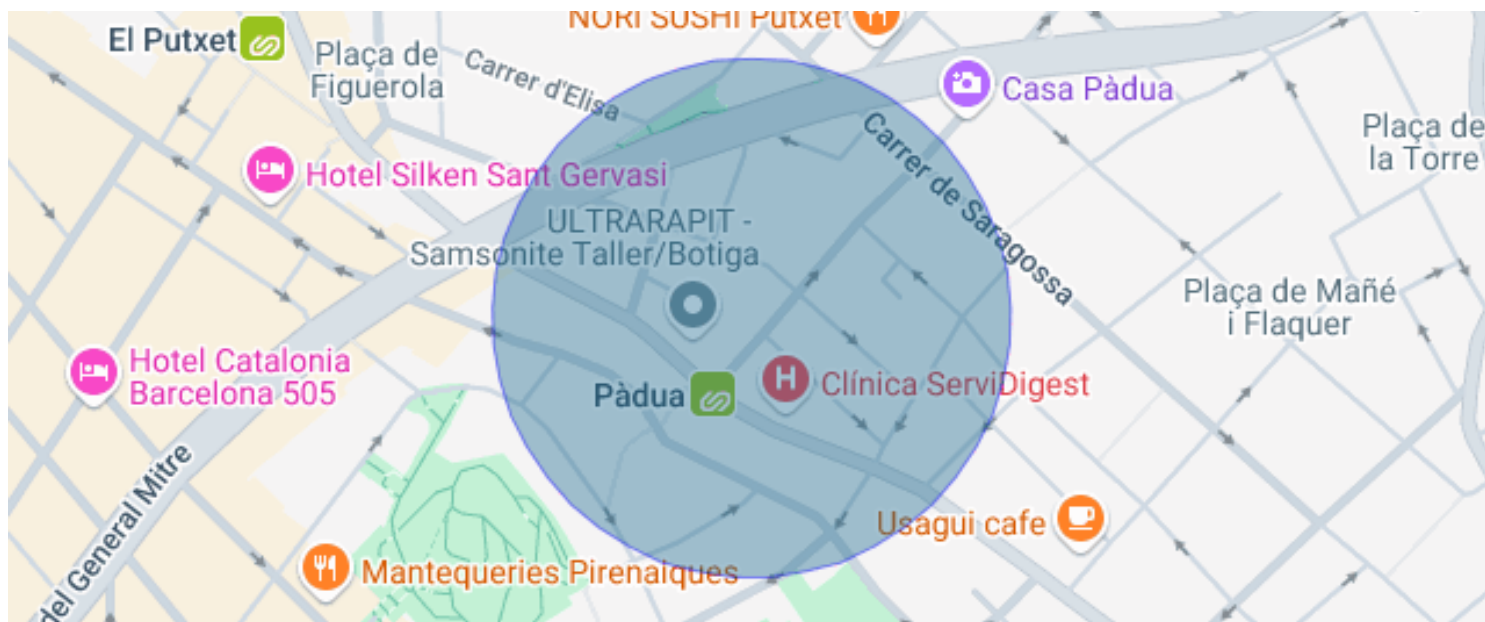 NORI SUSHI Putxet
El Putxet
Plaça de
Figuerola
Carrer d'Elisa
Casa Pàdua
Carrer de Saragossa
Plaça de
la Torre
Hotel Silken Sant Gervasi
ULTRARAPIT -
Samsonite Taller/Botiga
Plaça de Mañé
i Flaquer
Hotel Catalonia
Barcelona 505
Pàdua
H
Clínica ServiDigest
del General Mitre
Usagui cafe
Mantequeries Pirenaiques